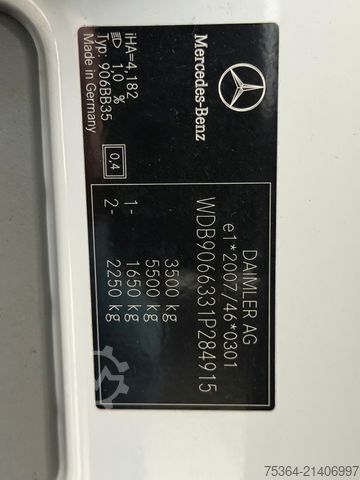 Mercedes-Benz
iHA=4,182
1,0 %
Typ: 906BB35
Made in Germany
0,4
DAIMLER AG
e1*2007/46*0301
WDB9066331P284915
3500 kg
5500 kg
1- 1650 kg
2- 2250 kg
75364-21406997